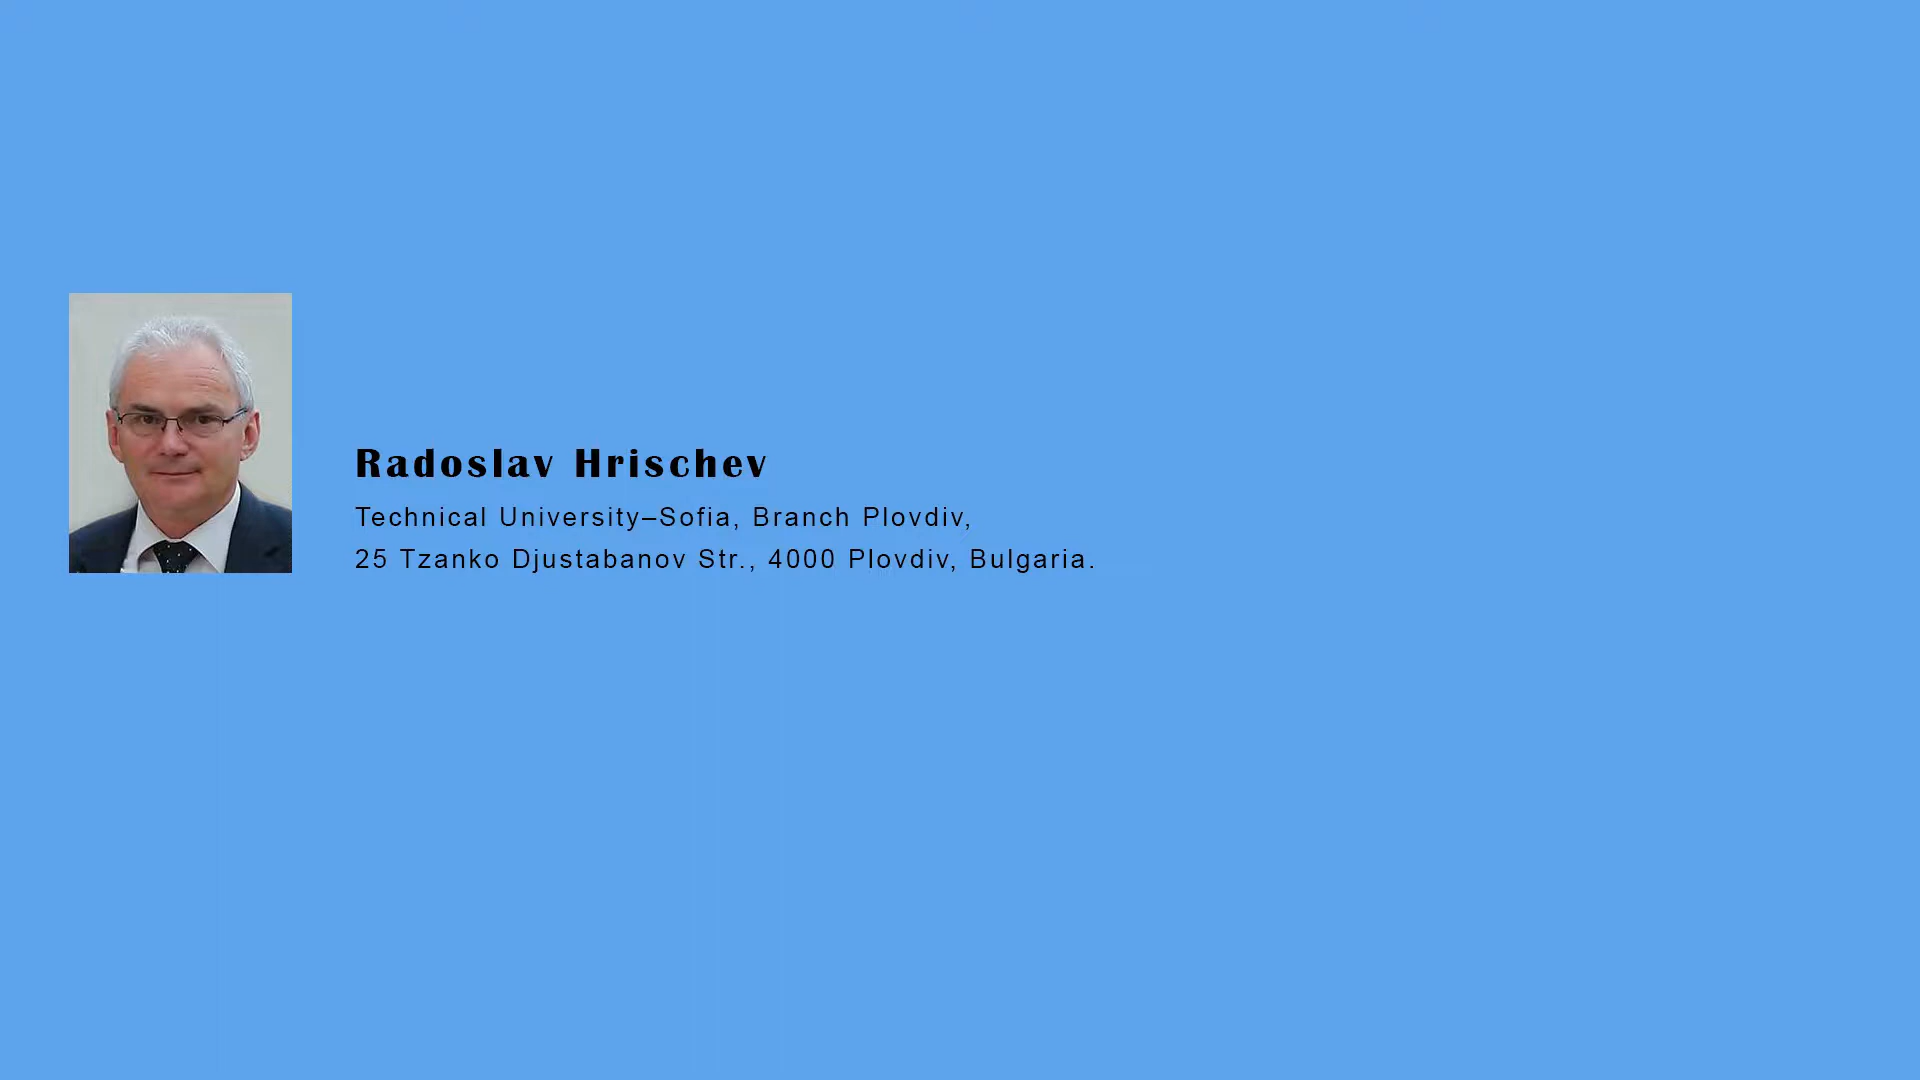 Radoslav Hrischev
Technical University–Sofia, Branch Plovdiv,
25 Tzanko Djustabanov Str., 4000 Plovdiv, Bulgaria.